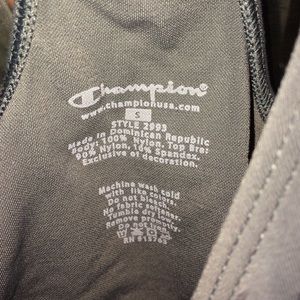 Champion
www.championusa.com
S
STYLE 2993
Made in Dominican Republic
Body: 100% Nylon. Top Bra:
90% Nylon, 10% Spandex.
Exclusive of decoration.
Machine wash cold
with like colors.
Do not bleach.
No fabric softener.
Tumble dry low.
Promptly remove.
Do not iron.
RN 15763